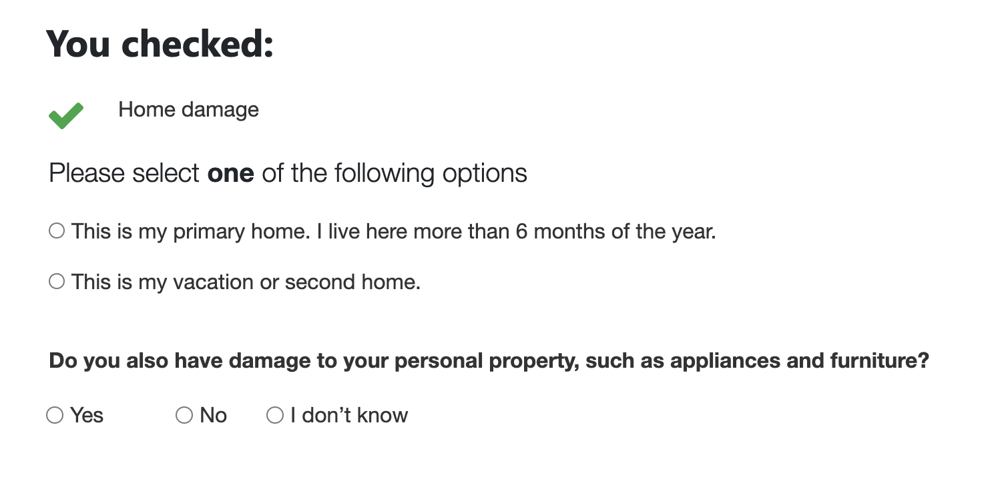 You checked:
Home damage
Please select one of the following options
This is my primary home. I live here more than 6 months of the year.
This is my vacation or second home.
Do you also have damage to your personal property, such as appliances and furniture?
Yes No I don’t know